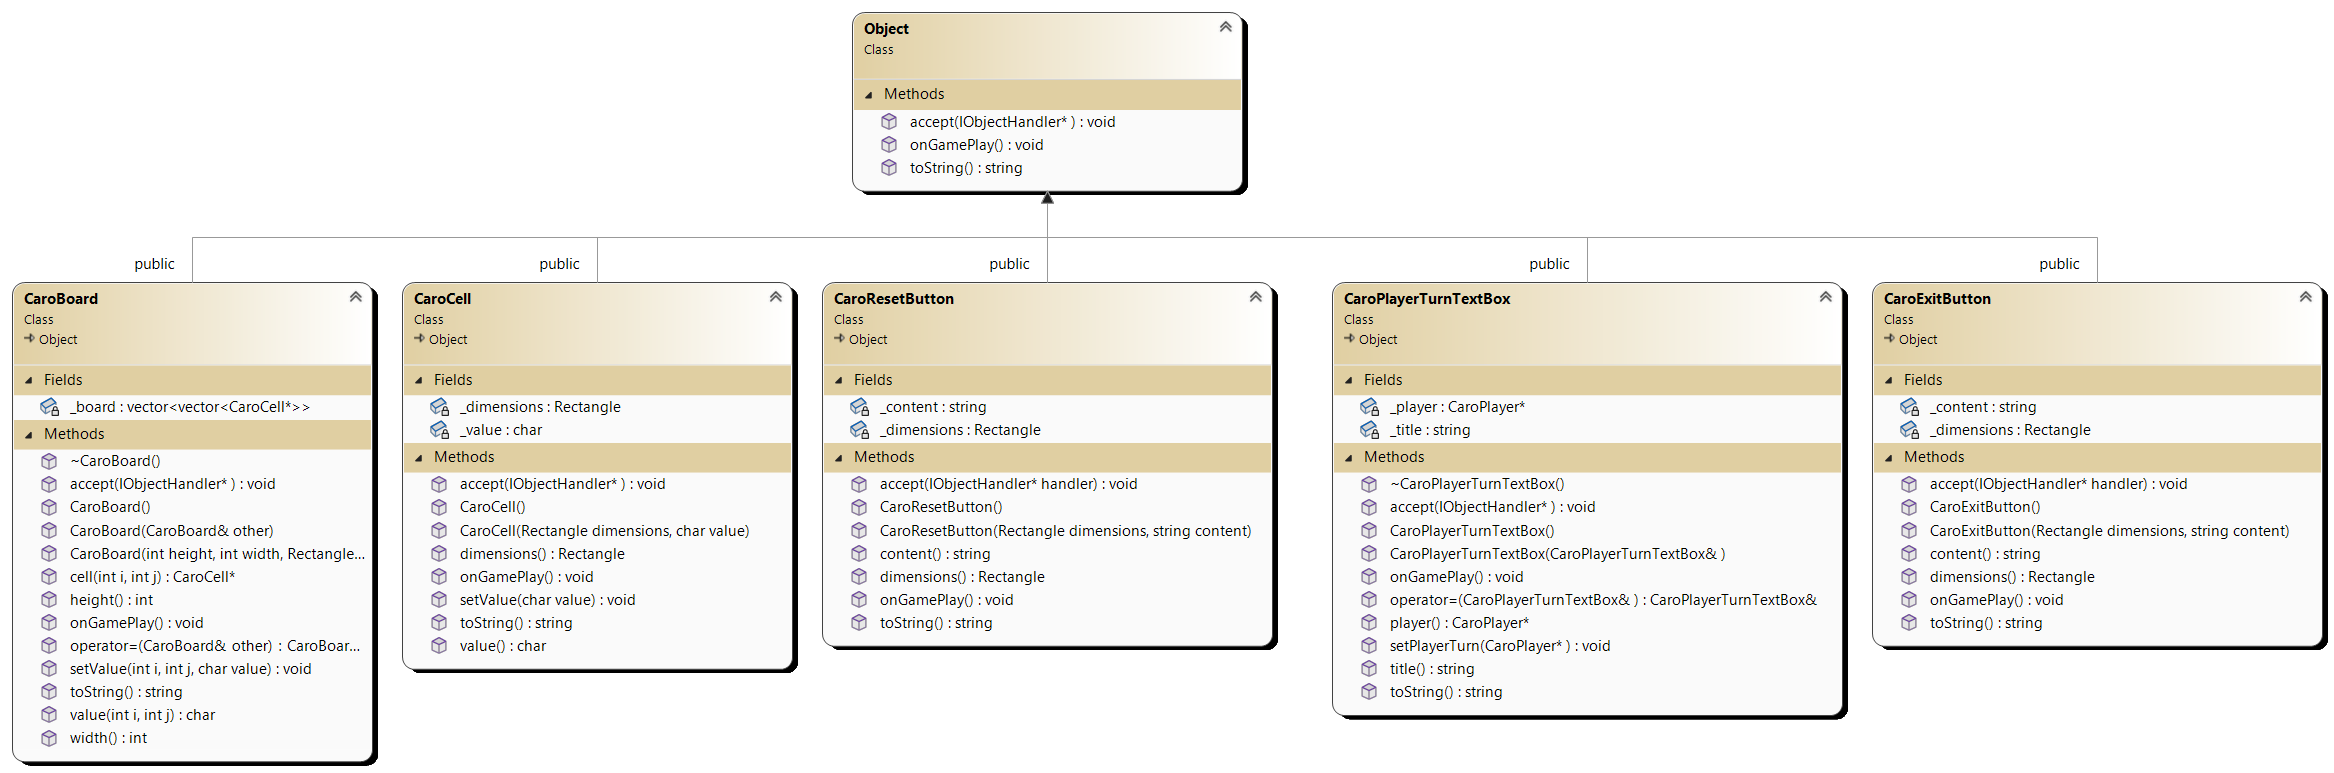 Object
Class
Methods
accept(IObjectHandler* ) : void
onGamePlay() : void
toString() : string
public
public
public
public
public
CaroBoard
Class
Object
Fields
_board : vector<vector<CaroCell*>>
Methods
~CaroBoard()
accept(IObjectHandler* ) : void
CaroBoard()
CaroBoard(CaroBoard& other)
CaroBoard(int height, int width, Rectangle...
cell(int i, int j) : CaroCell*
height() : int
onGamePlay() : void
operator=(CaroBoard& other) : CaroBoar...
setValue(int i, int j, char value) : void
toString() : string
value(int i, int j) : char
width() : int
CaroCell
Class
Object
Fields
_dimensions : Rectangle
_value : char
Methods
accept(IObjectHandler* ) : void
CaroCell()
CaroCell(Rectangle dimensions, char value)
dimensions() : Rectangle
onGamePlay() : void
setValue(char value) : void
toString() : string
value() : char
CaroResetButton
Class
Object
Fields
_content : string
_dimensions : Rectangle
Methods
accept(IObjectHandler* handler) : void
CaroResetButton()
CaroResetButton(Rectangle dimensions, string content)
content() : string
dimensions() : Rectangle
onGamePlay() : void
toString() : string
CaroPlayerTurnTextBox
Class
Object
Fields
_player : CaroPlayer*
_title : string
Methods
~CaroPlayerTurnTextBox()
accept(IObjectHandler* ) : void
CaroPlayerTurnTextBox()
CaroPlayerTurnTextBox(CaroPlayerTurnTextBox& )
onGamePlay() : void
operator=(CaroPlayerTurnTextBox& ) : CaroPlayerTurnTextBox&
player() : CaroPlayer*
setPlayerTurn(CaroPlayer* ) : void
title() : string
toString() : string
CaroExitButton
Class
Object
Fields
_content : string
_dimensions : Rectangle
Methods
accept(IObjectHandler* handler) : void
CaroExitButton()
CaroExitButton(Rectangle dimensions, string content)
content() : string
dimensions() : Rectangle
onGamePlay() : void
toString() : string